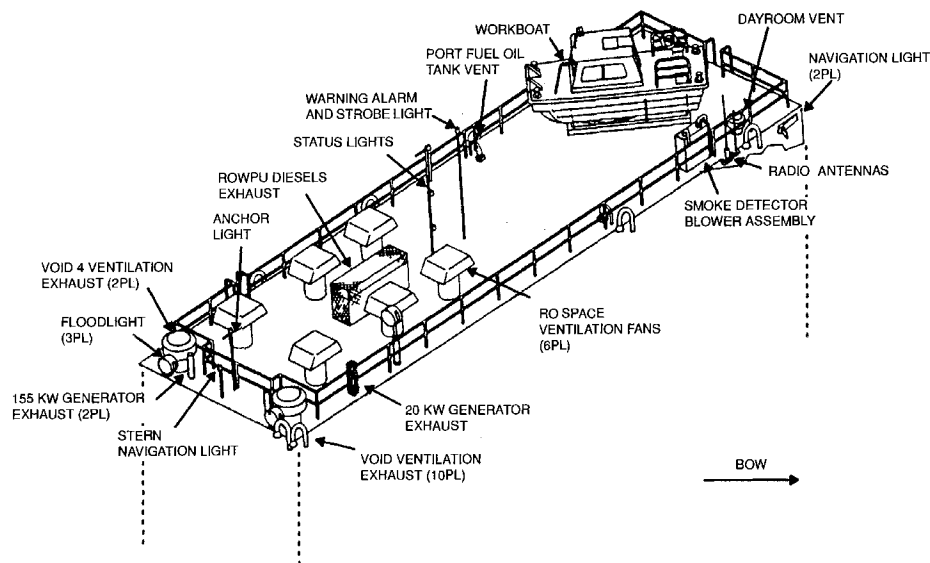 WORKBOAT
DAYROOM VENT
PORT FUEL OIL
TANK VENT
NAVIGATION LIGHT
(2PL)
WARNING ALARM
AND STROBE LIGHT
STATUS LIGHTS
ROWPU DIESELS
EXHAUST
RADIO ANTENNAS
ANCHOR
LIGHT
SMOKE DETECTOR
BLOWER ASSEMBLY
VOID 4 VENTILATION
EXHAUST (2PL)
FLOODLIGHT
(3PL)
RO SPACE
VENTILATION FANS
(6PL)
155 KW GENERATOR
EXHAUST (2PL)
20 KW GENERATOR
EXHAUST
STERN
NAVIGATION LIGHT
VOID VENTILATION
EXHAUST (10PL)
BOW